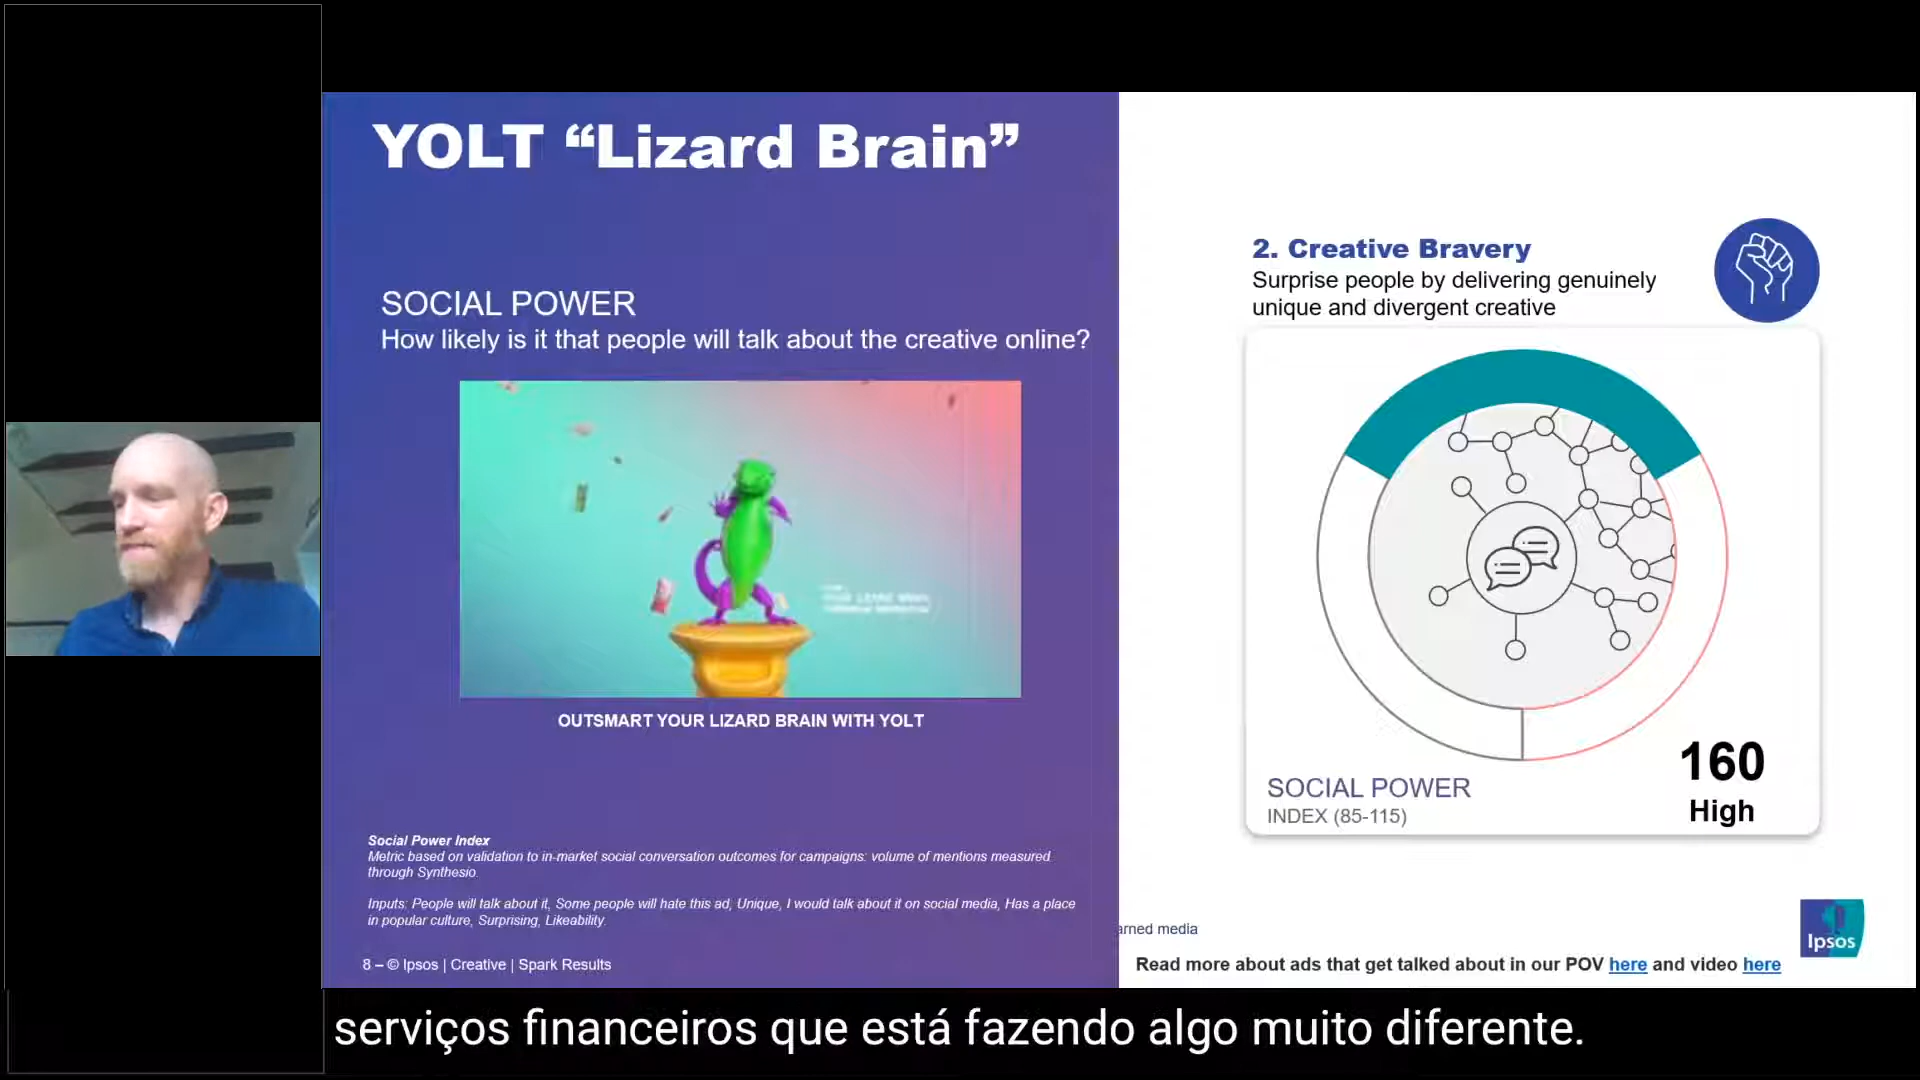 YOLT “Lizard Brain”
SOCIAL POWER
How likely is it that people will talk about the creative online?
YOUR LIZARD BRAIN
OUTSMART YOUR LIZARD BRAIN WITH YOLT
Social Power Index
Metric based on validation to in-market social conversation outcomes for campaigns: volume of mentions measured
through Synthesio.
Inputs: People will talk about it, Some people will hate this ad, Unique, I would talk about it on social media, Has a place
in popular culture, Surprising, Likeability.
8 – © Ipsos | Creative | Spark Results
2. Creative Bravery
Surprise people by delivering genuinely
unique and divergent creative
SOCIAL POWER
INDEX (85-115)
160
High
arned media
Read more about ads that get talked about in our POV here and video here
Ipsos
serviços financeiros que está fazendo algo muito diferente.